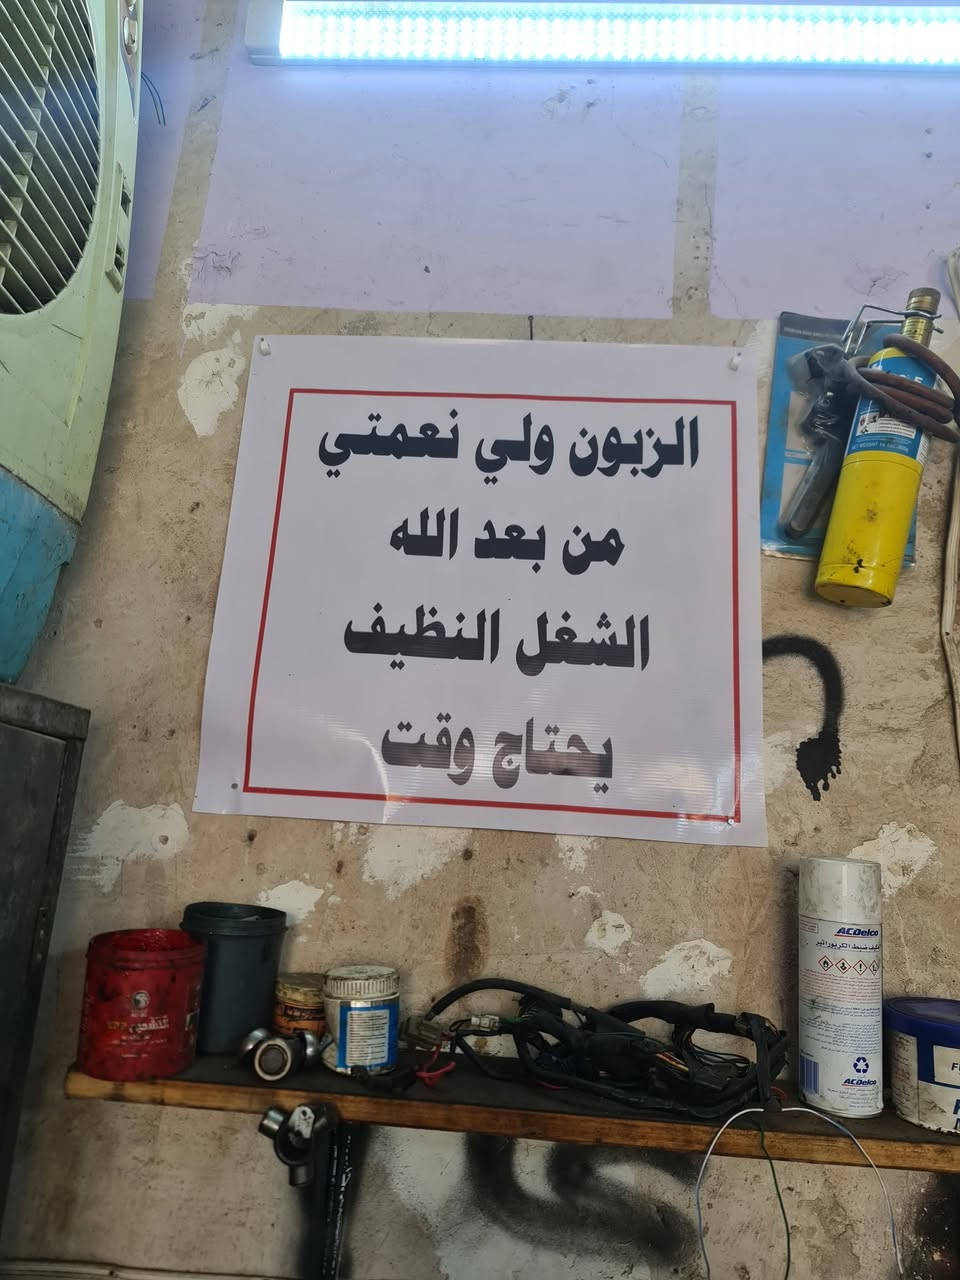 الزبون ولي نعمتي
من بعد الله
الشغل النظيف
يحتاج وقت
ACDelco
ACDelco